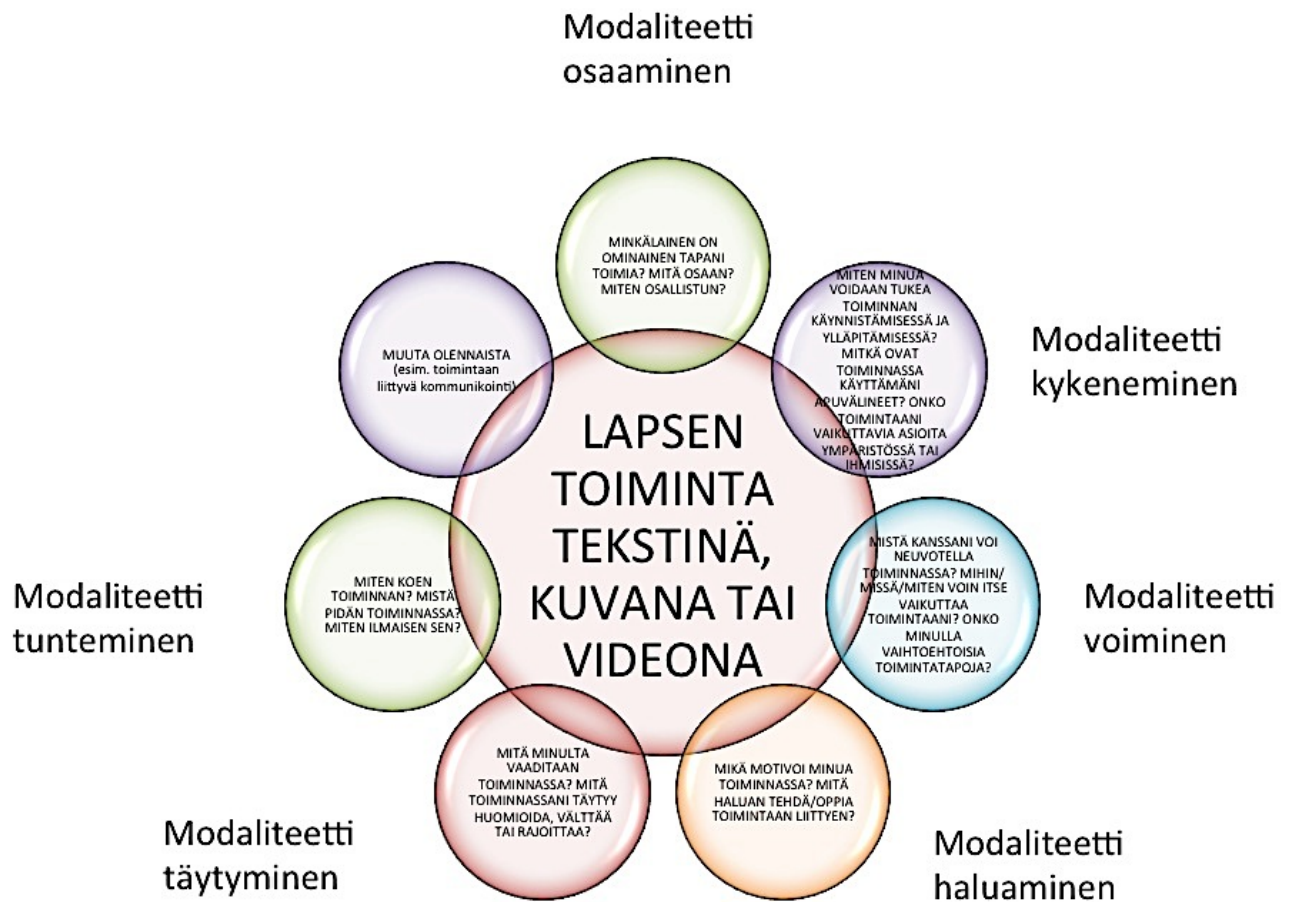 Modaliteetti
osaaminen
MINKÄLAINEN ON
OMINAINEN TAPANI
TOIMIA? MITÄ OSAAN?
MITEN OSALLISTUN?
MITEN MINUA
VOIDAAN TUKEA
TOIMINNAN
KÄYNNISTÄMISESSÄ JA
YLLÄPITÄMISESSÄ?
MITKÄ OVAT
TOIMINNASSA
KÄYTTÄMÄNI
APUVÄLINEET? ONKO
TOIMINTAANI
VAIKUTTAVIA ASIOITA
YMPÄRISTÖSSÄ TAI
IHMISISSÄ?
Modaliteetti
kykeneminen
MISTÄ KANSSANI VOI
NEUVOTELLA
TOIMINNASSA? MIHIN/
MISSÄ/MITEN VOIN ITSE
VAIKUTTAA
TOIMINTAANI? ONKO
MINULLA
VAIHTOEHTOISIA
TOIMINTATAPOJA?
Modaliteetti
voiminen
MIKÄ MOTIVOI MINUA
TOIMINNASSA? MITÄ
HALUAN TEHDÄ/OPPIA
TOIMINTAAN LIITTYEN?
Modaliteetti
haluaminen
MITÄ MINULTA
VAADITAAN
TOIMINNASSA? MITÄ
TOIMINNASSANI TÄYTYY
HUOMIOIDA, VÄLTTÄÄ
TAI RAJOITTAA?
Modaliteetti
täytyminen
MITEN KOEN
TOIMINNAN? MISTÄ
PIDÄN TOIMINNASSA?
MITEN ILMAISEN SEN?
Modaliteetti
tunteminen
MUUTA OLENNAISTA
(esim. toimintaan
liittyvä kommunikointi)
LAPSEN
TOIMINTA
TEKSTINÄ,
KUVANA TAI
VIDEONA